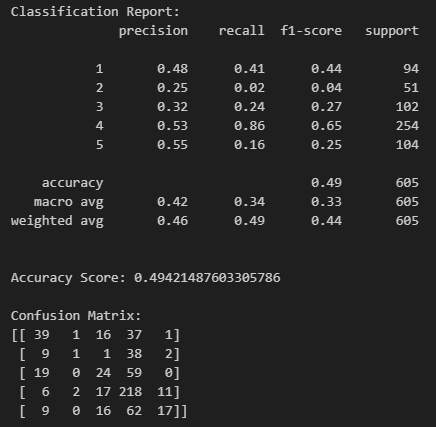 Classification Report:
              precision    recall  f1-score   support

           1       0.48      0.41      0.44        94
           2       0.25      0.02      0.04        51
           3       0.32      0.24      0.27       102
           4       0.53      0.86      0.65       254
           5       0.55      0.16      0.25       104

    accuracy                           0.49       605
   macro avg       0.42      0.34      0.33       605
weighted avg       0.46      0.49      0.44       605

Accuracy Score: 0.49421487603305786

Confusion Matrix:
[[ 39   1  16  37   1]
 [  9   1   1  38   2]
 [ 19   0  24  59   0]
 [  6   2  17 218  11]
 [  9   0  16  62  17]]